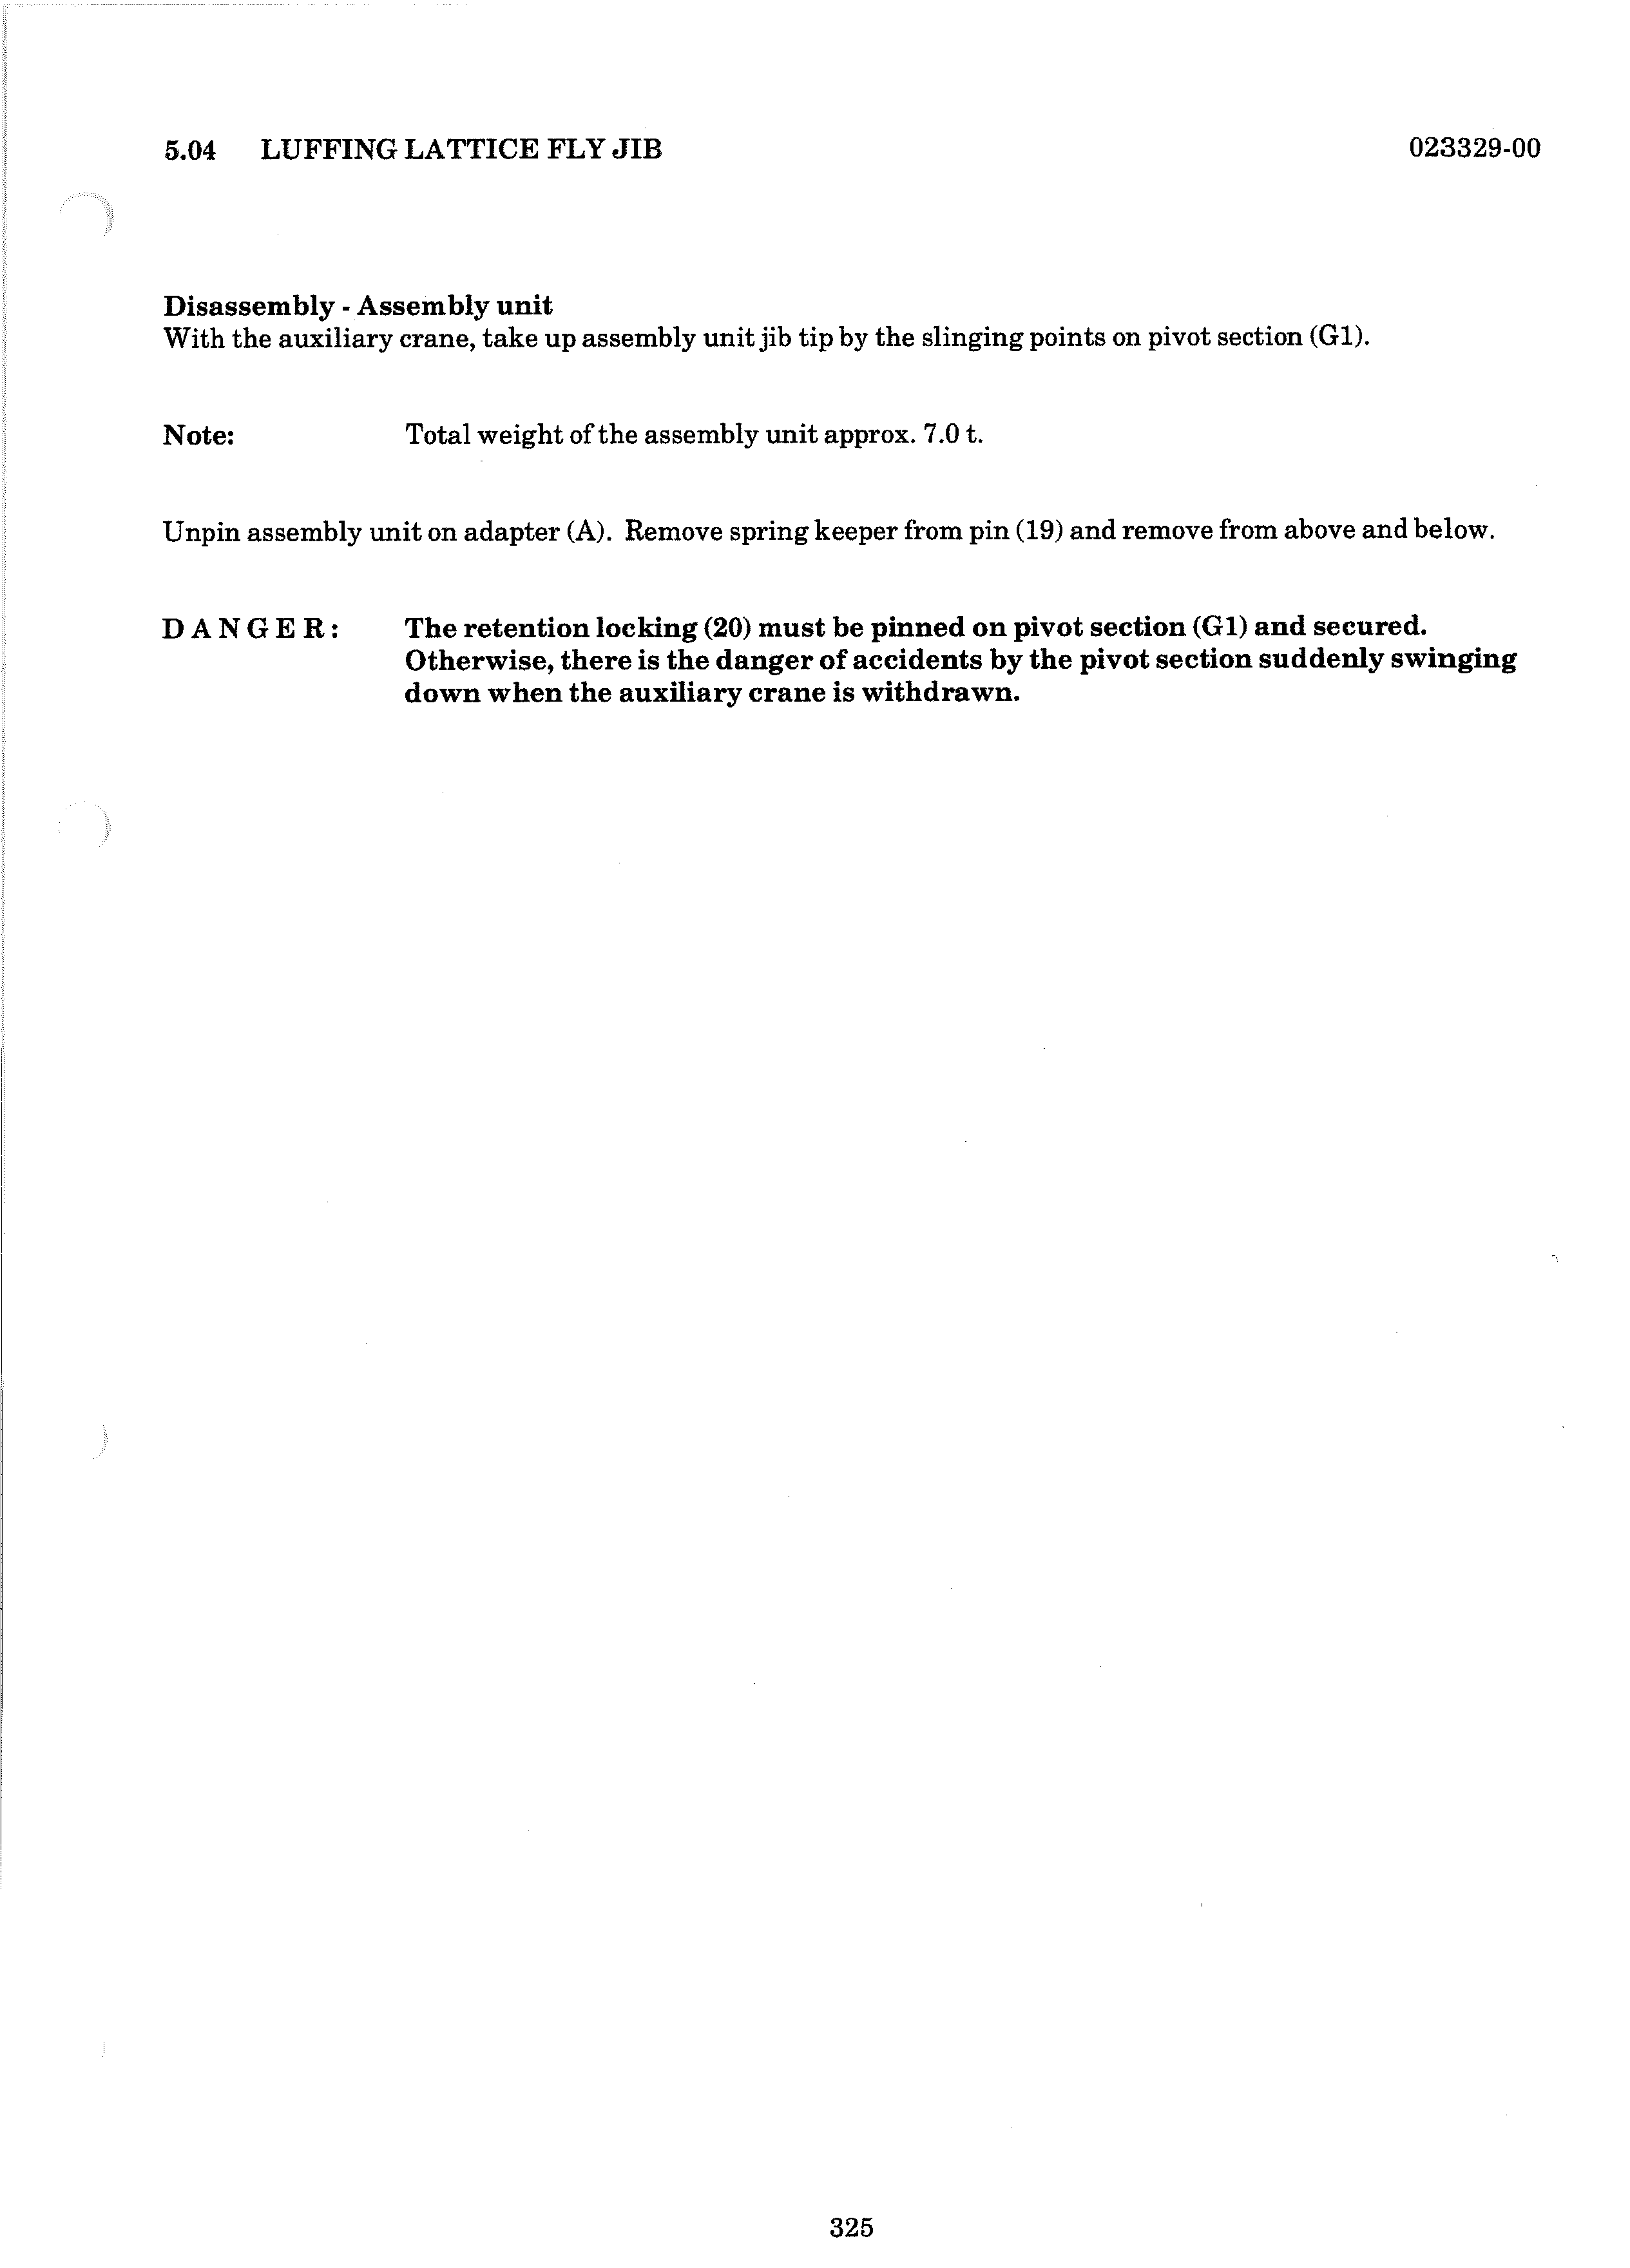 5.04 LUFFING LATTICE FLY JIB 023329-00
Disassembly - Assembly unit
With the auxiliary crane, take up assembly unit jib tip by the slinging points on pivot section (G1).
Note: Total weight of the assembly unit approx. 7.0 t.
Unpin assembly unit on adapter (A). Remove spring keeper from pin (19) and remove from above and below.
D A N G E R : The retention locking (20) must be pinned on pivot section (G1) and secured.
Otherwise, there is the danger of accidents by the pivot section suddenly swinging
down when the auxiliary crane is withdrawn.
325